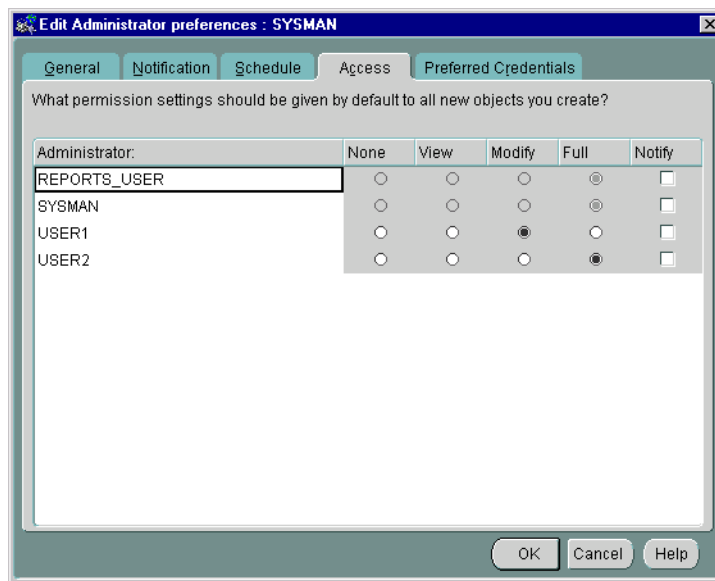 Edit Administrator preferences : SYSMAN
General Notification Schedule Access Preferred Credentials
What permission settings should be given by default to all new objects you create?
Administrator: None View Modify Full Notify
REPORTS_USER
SYSMAN
USER1
USER2
OK Cancel Help